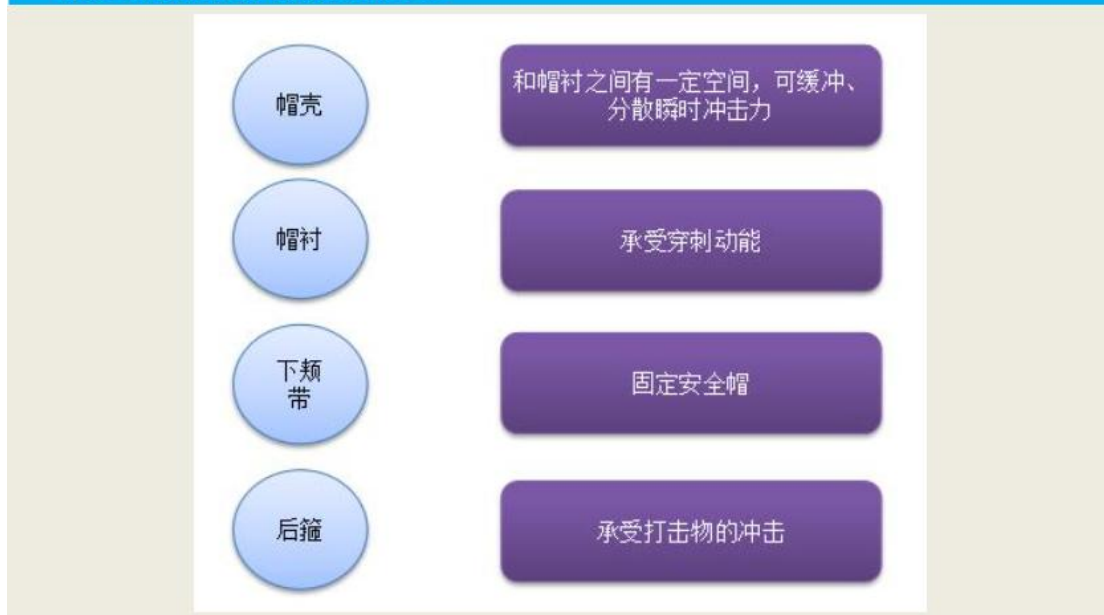 帽壳
和帽衬之间有一定空间，可缓冲、
分散瞬时冲击力
帽衬
承受穿刺动能
下颊
带
固定安全帽
后箍
承受打击物的冲击